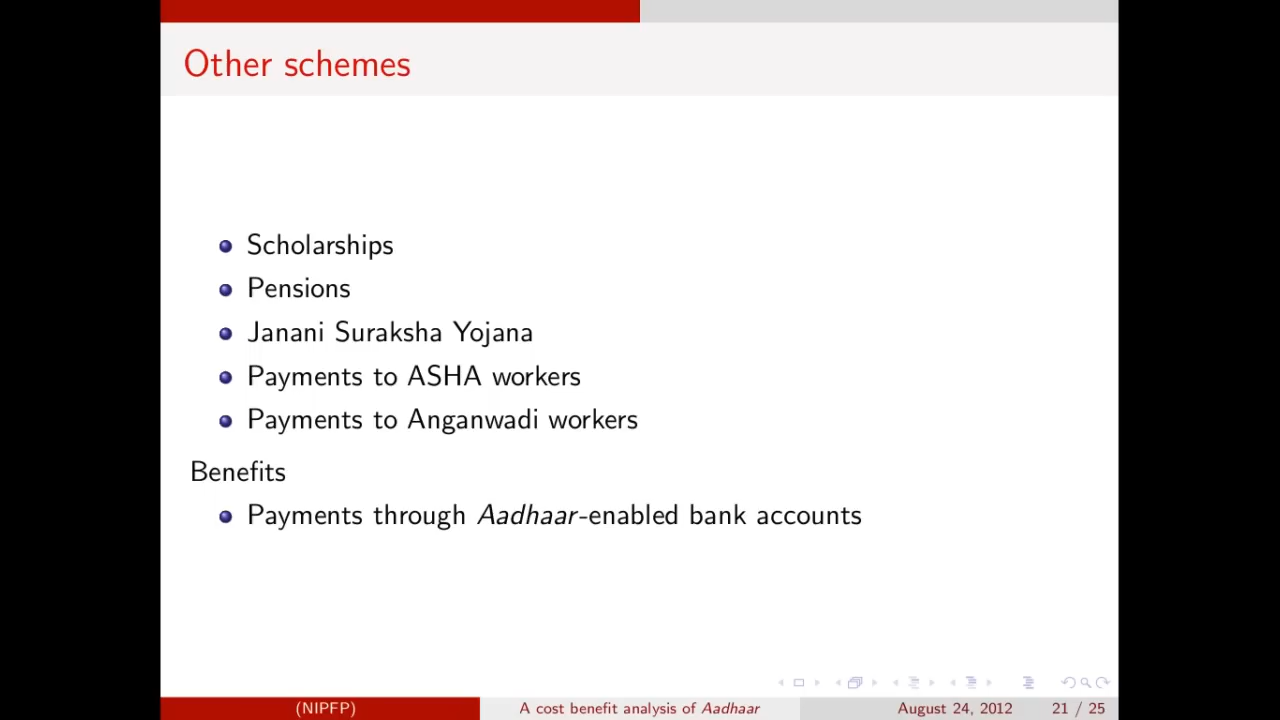 Other schemes
Scholarships
Pensions
Janani Suraksha Yojana
Payments to ASHA workers
Payments to Anganwadi workers
Benefits
Payments through Aadhaar-enabled bank accounts
(NIPFP)
A cost benefit analysis of Aadhaar
August 24, 2012
21 / 25